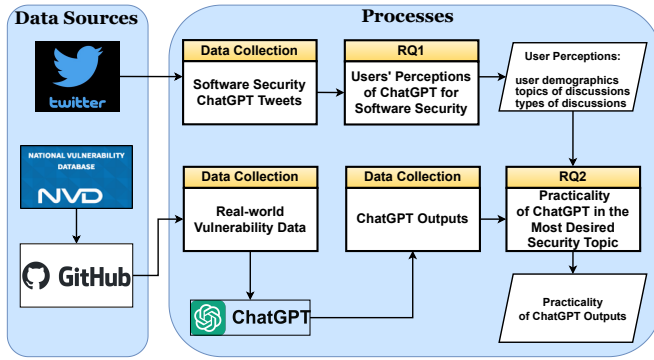 Data Sources
Processes
twitter
Data Collection
Software Security
ChatGPT Tweets
RQ1
Users' Perceptions
of ChatGPT for
Software Security
User Perceptions:
user demographics
topics of discussions
types of discussions
NATIONAL VULNERABILITY
DATABASE
NVD
GitHub
Data Collection
Real-world
Vulnerability Data
Data Collection
ChatGPT Outputs
RQ2
Practicality
of ChatGPT in the
Most Desired
Security Topic
ChatGPT
Practicality
of ChatGPT Outputs